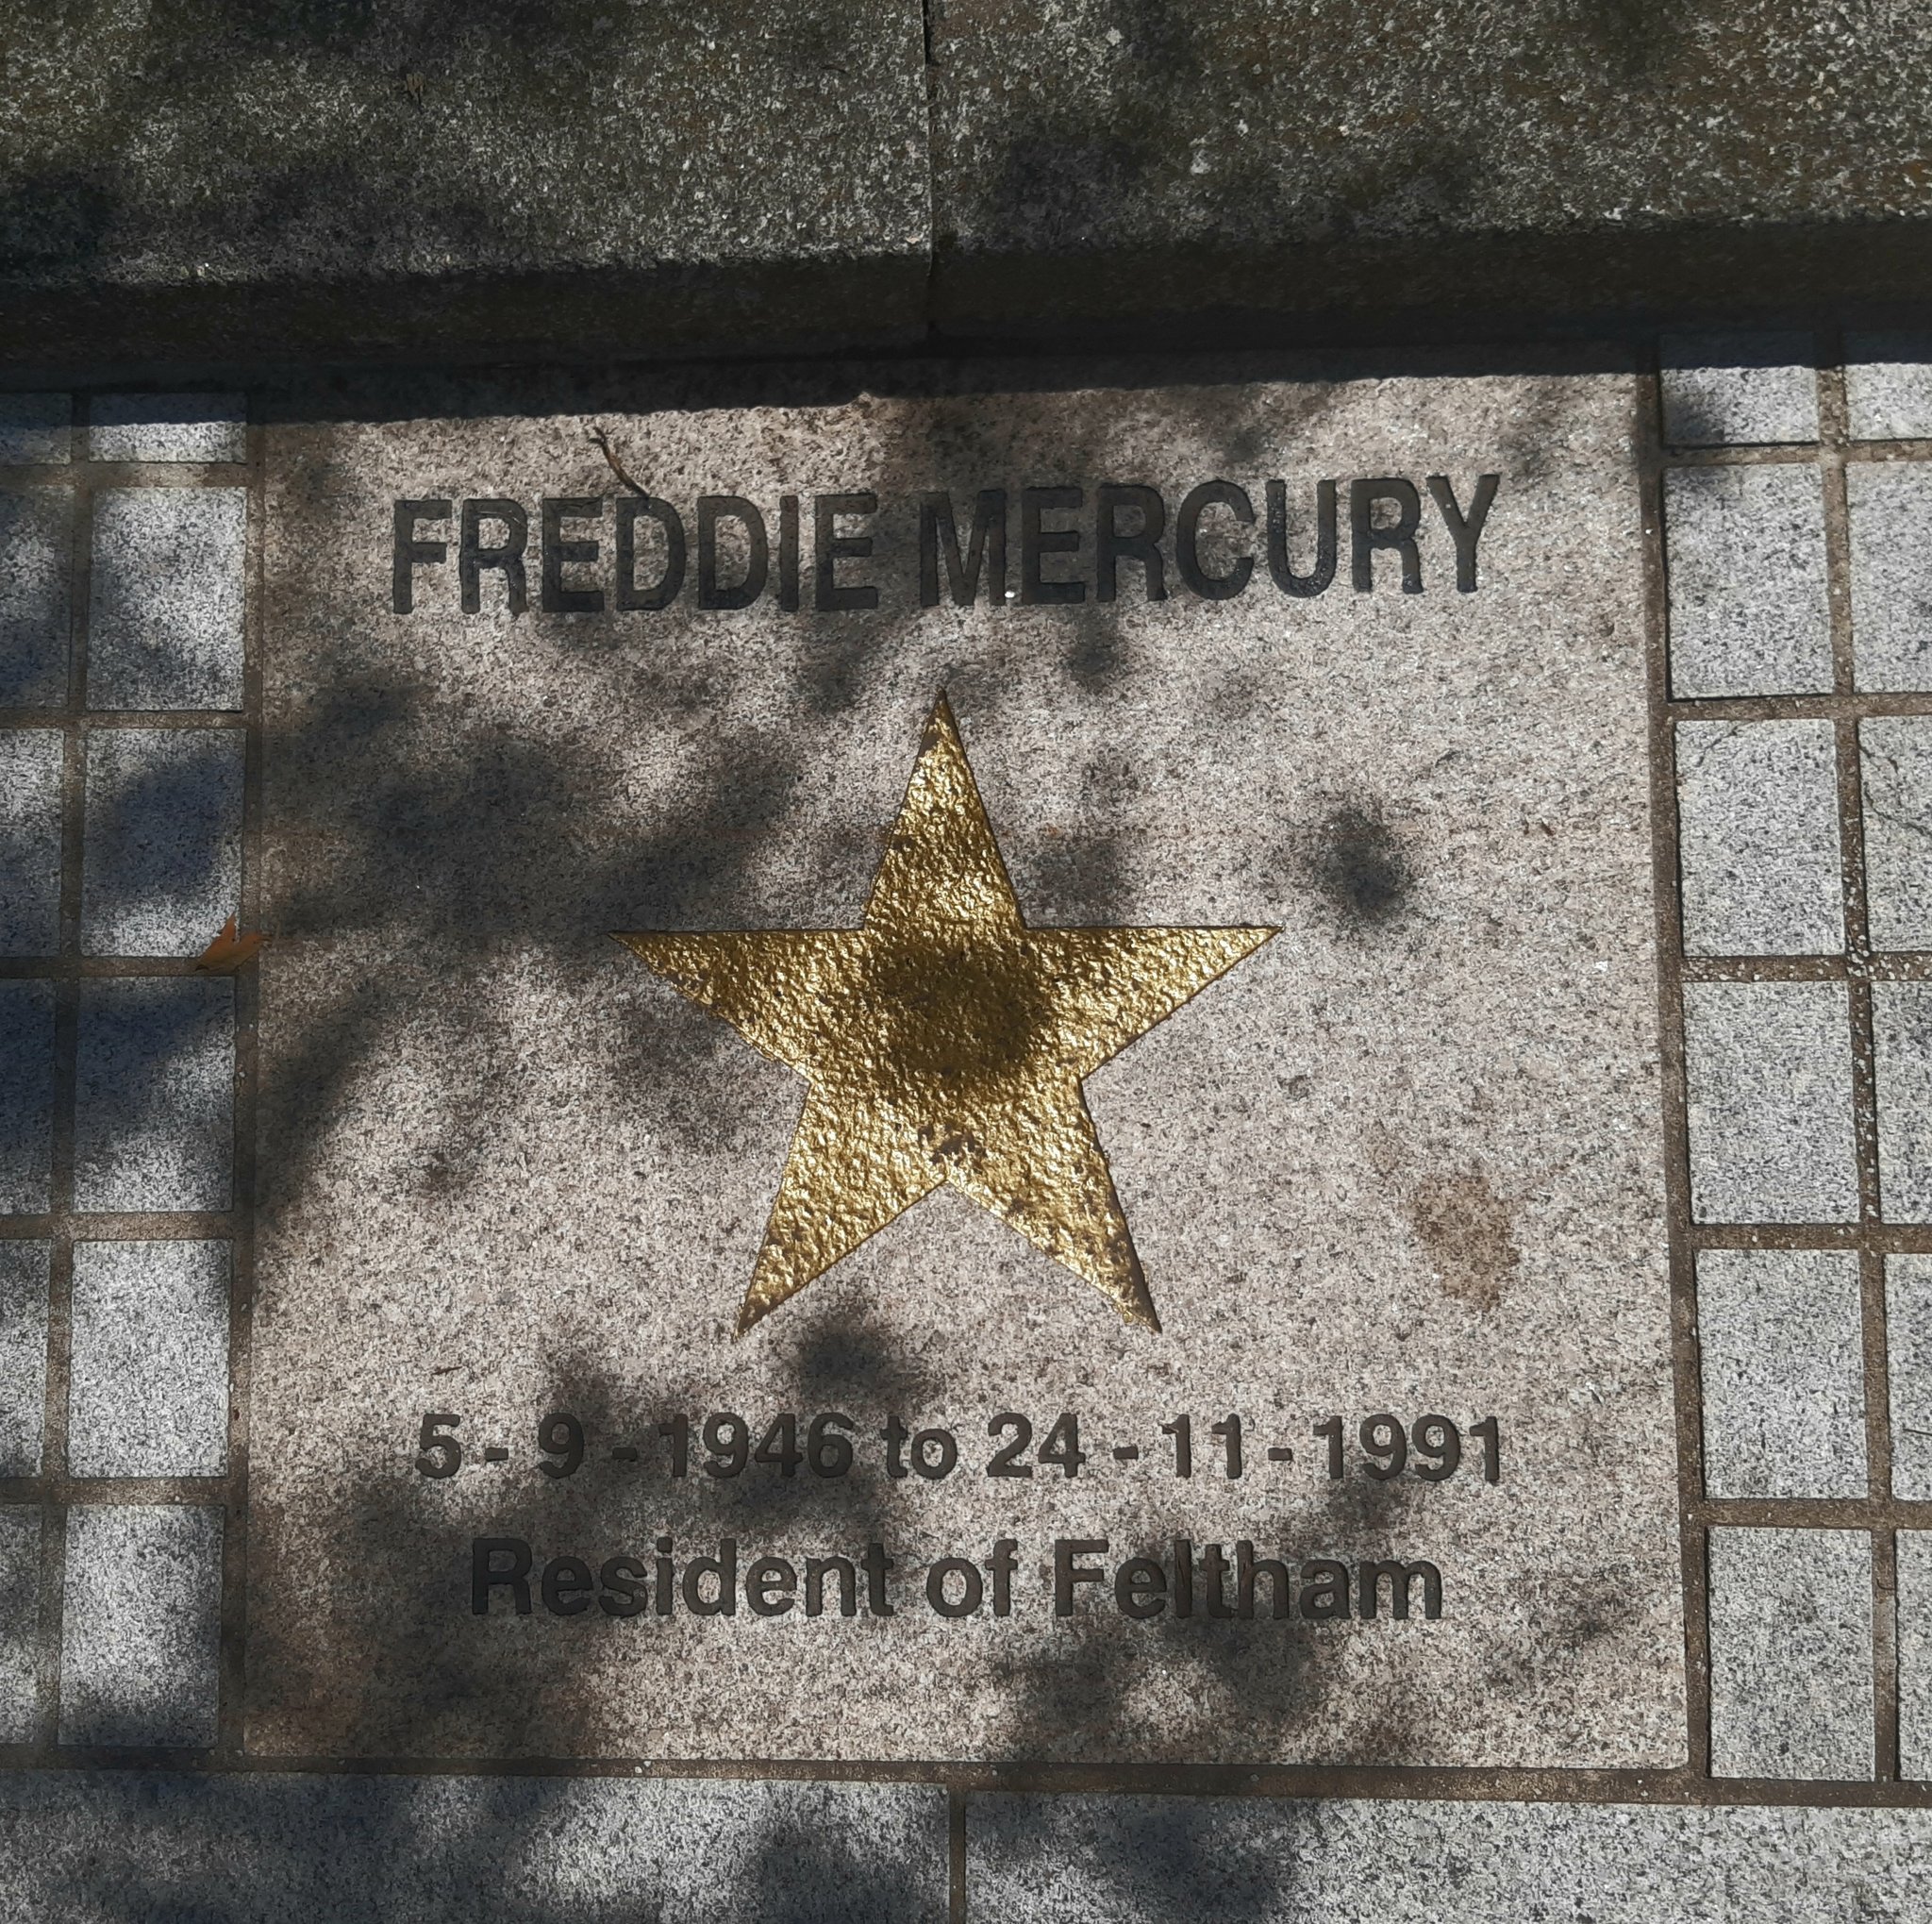 FREDDIE MERCURY
5 - 9 - 1946 to 24 - 11 - 1991
Resident of Feltham